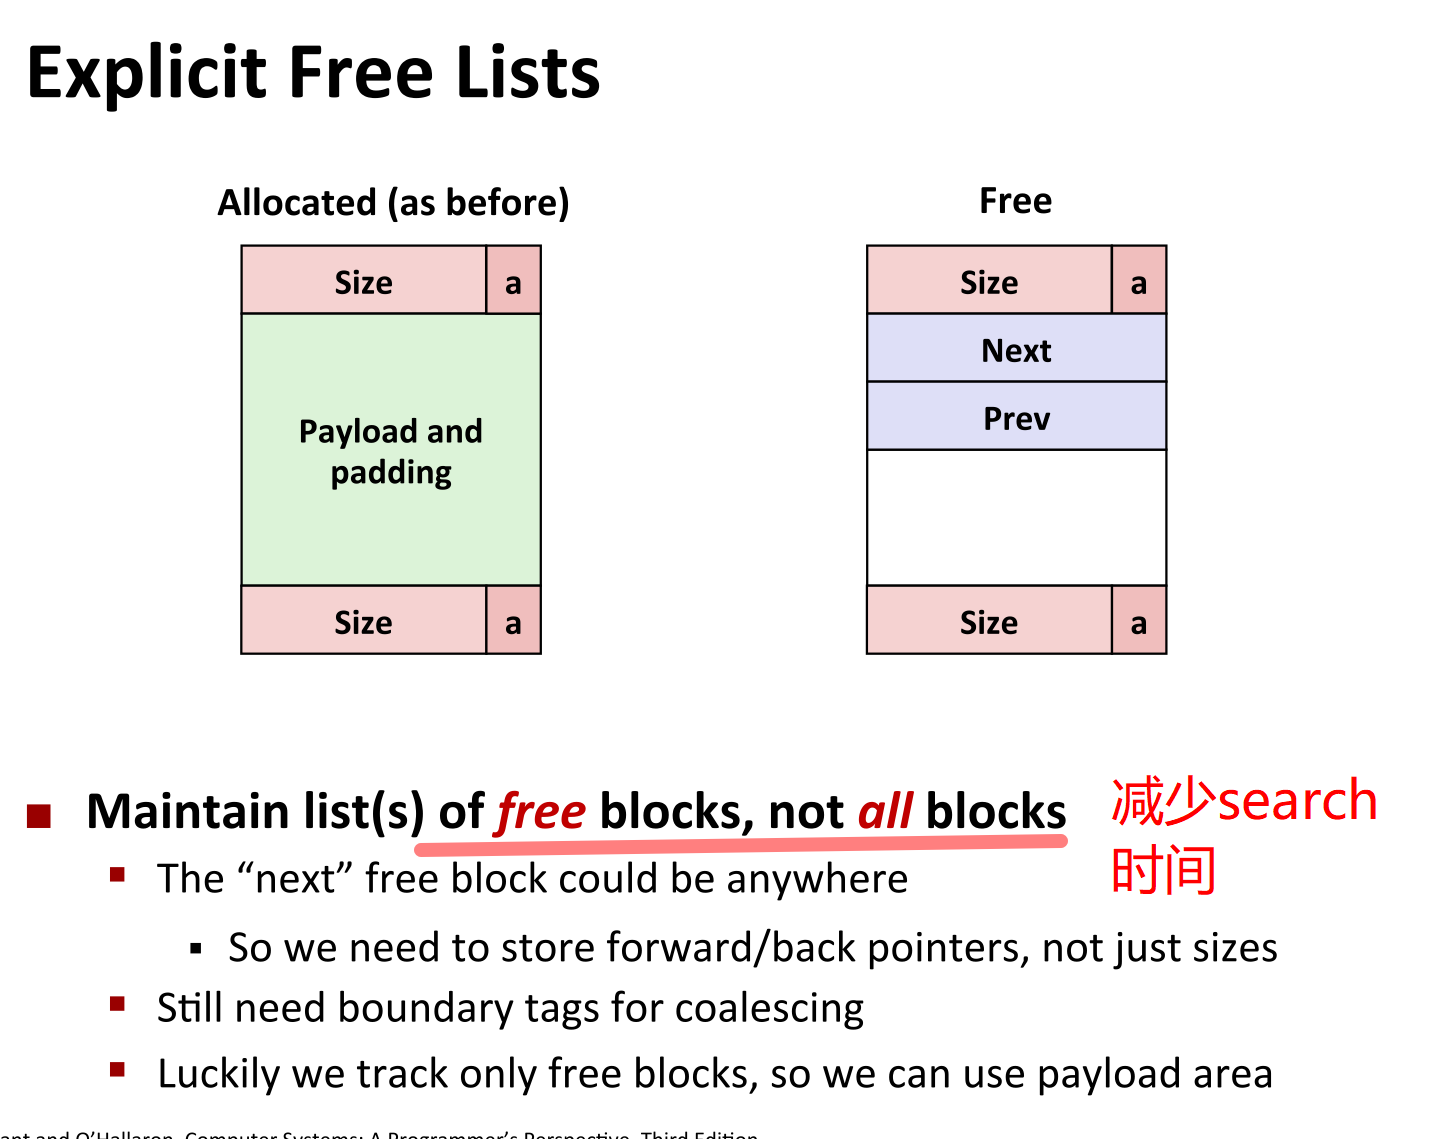 Explicit Free Lists
Allocated (as before)
Free
Size a
Size a
Next
Prev
Payload and
padding
Size a
Size a
Maintain list(s) of free blocks, not all blocks
减少search
时间
The “next” free block could be anywhere
So we need to store forward/back pointers, not just sizes
Still need boundary tags for coalescing
Luckily we track only free blocks, so we can use payload area
and O’Hallaron, Computer Systems: A Programmer’s Perspective, Third Edition